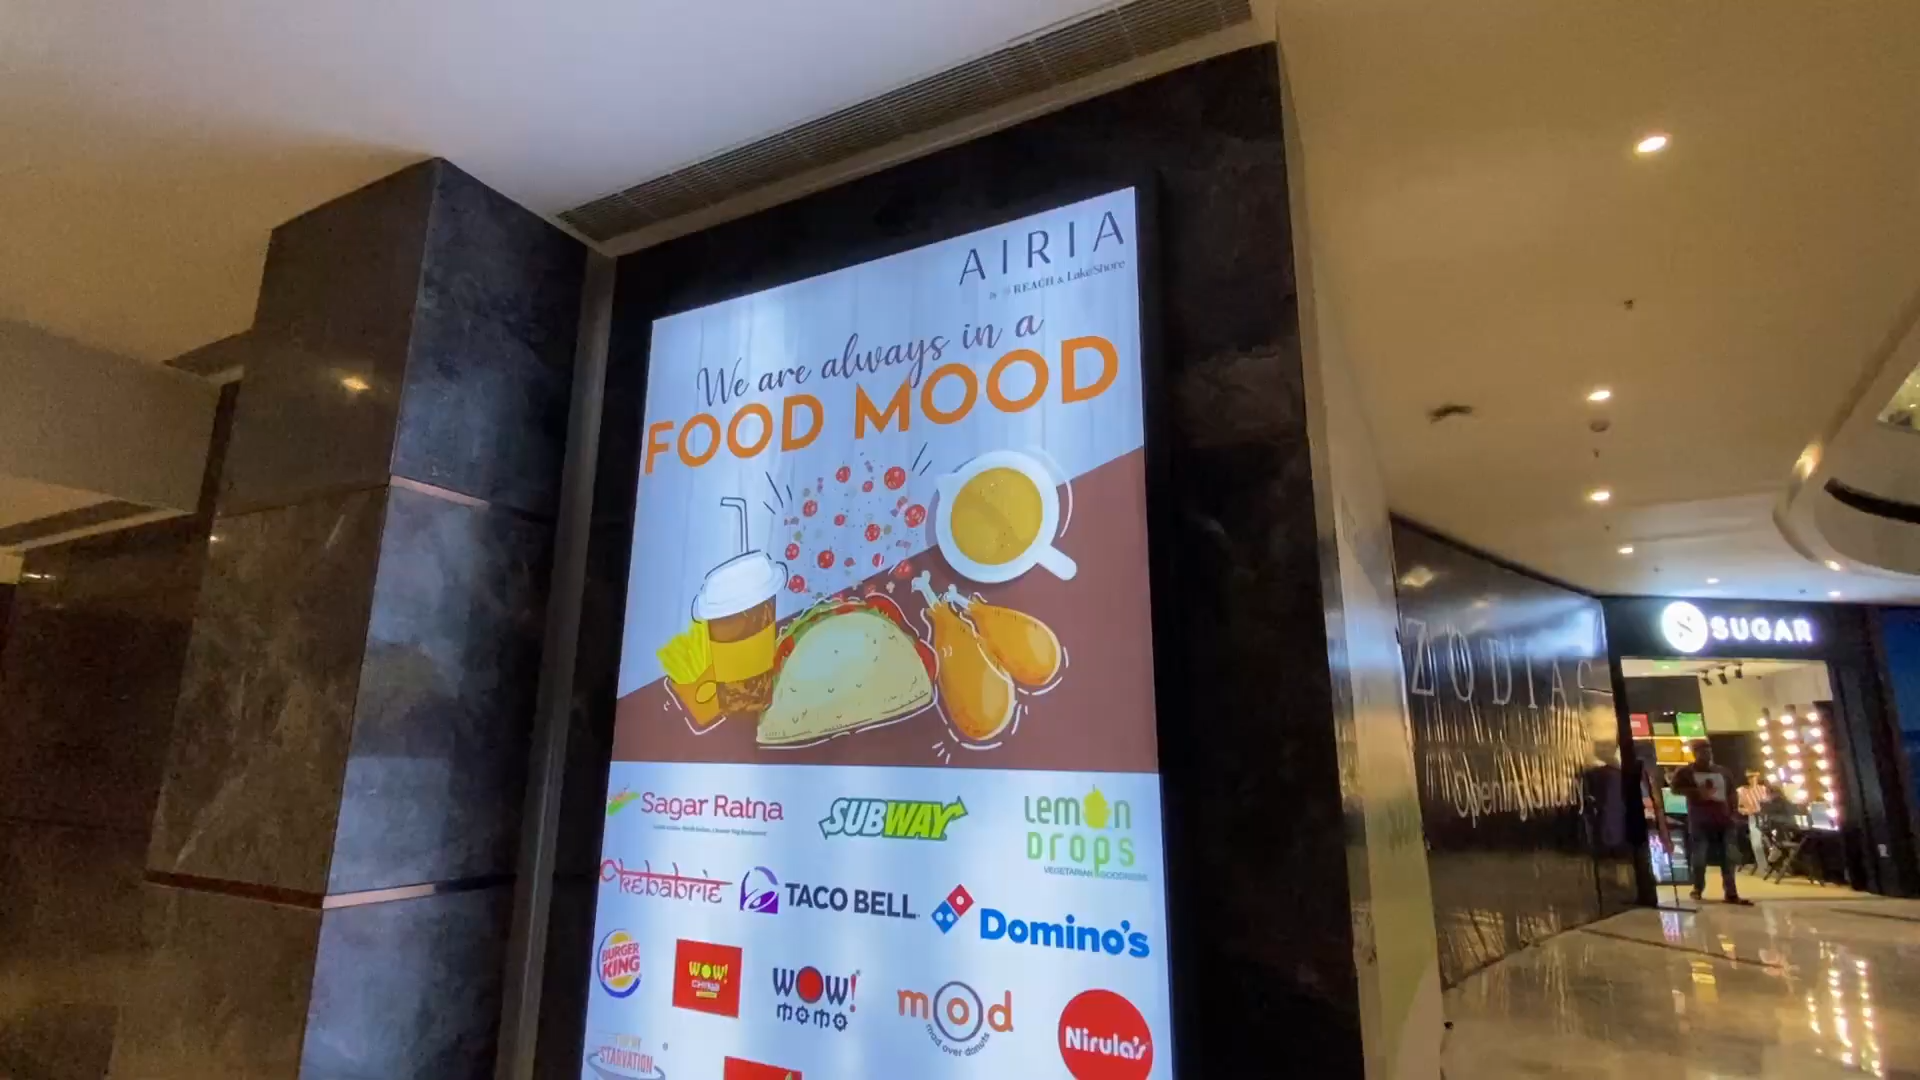 AIRIA
by REACH & LakeShore
We are always in a
FOOD MOOD
Sagar Ratna
SUBWAY
LEMON
DROPS
VEGETARIAN GOODNESS
kebabrie
TACO BELL
Domino's
BURGER
KING
WOW!
CHINA
WOW!
MOMO
mod
mad over donuts
Nirula's
STARVATION
ZODIAC
Opening Shortly
SUGAR